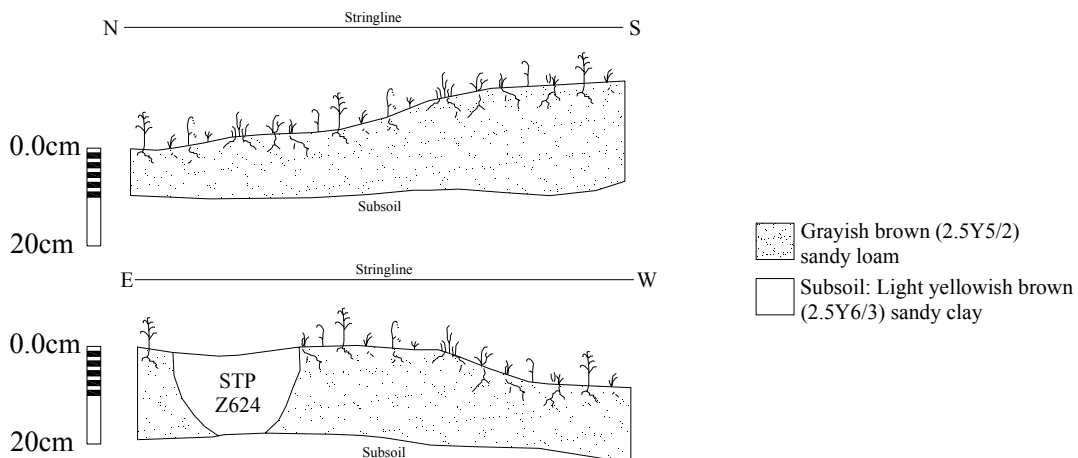 Stringline
N S
0.0cm
20cm
Subsoil
Grayish brown (2.5Y5/2)
sandy loam
Subsoil: Light yellowish brown
(2.5Y6/3) sandy clay
Stringline
E W
0.0cm
STP
Z624
20cm
Subsoil